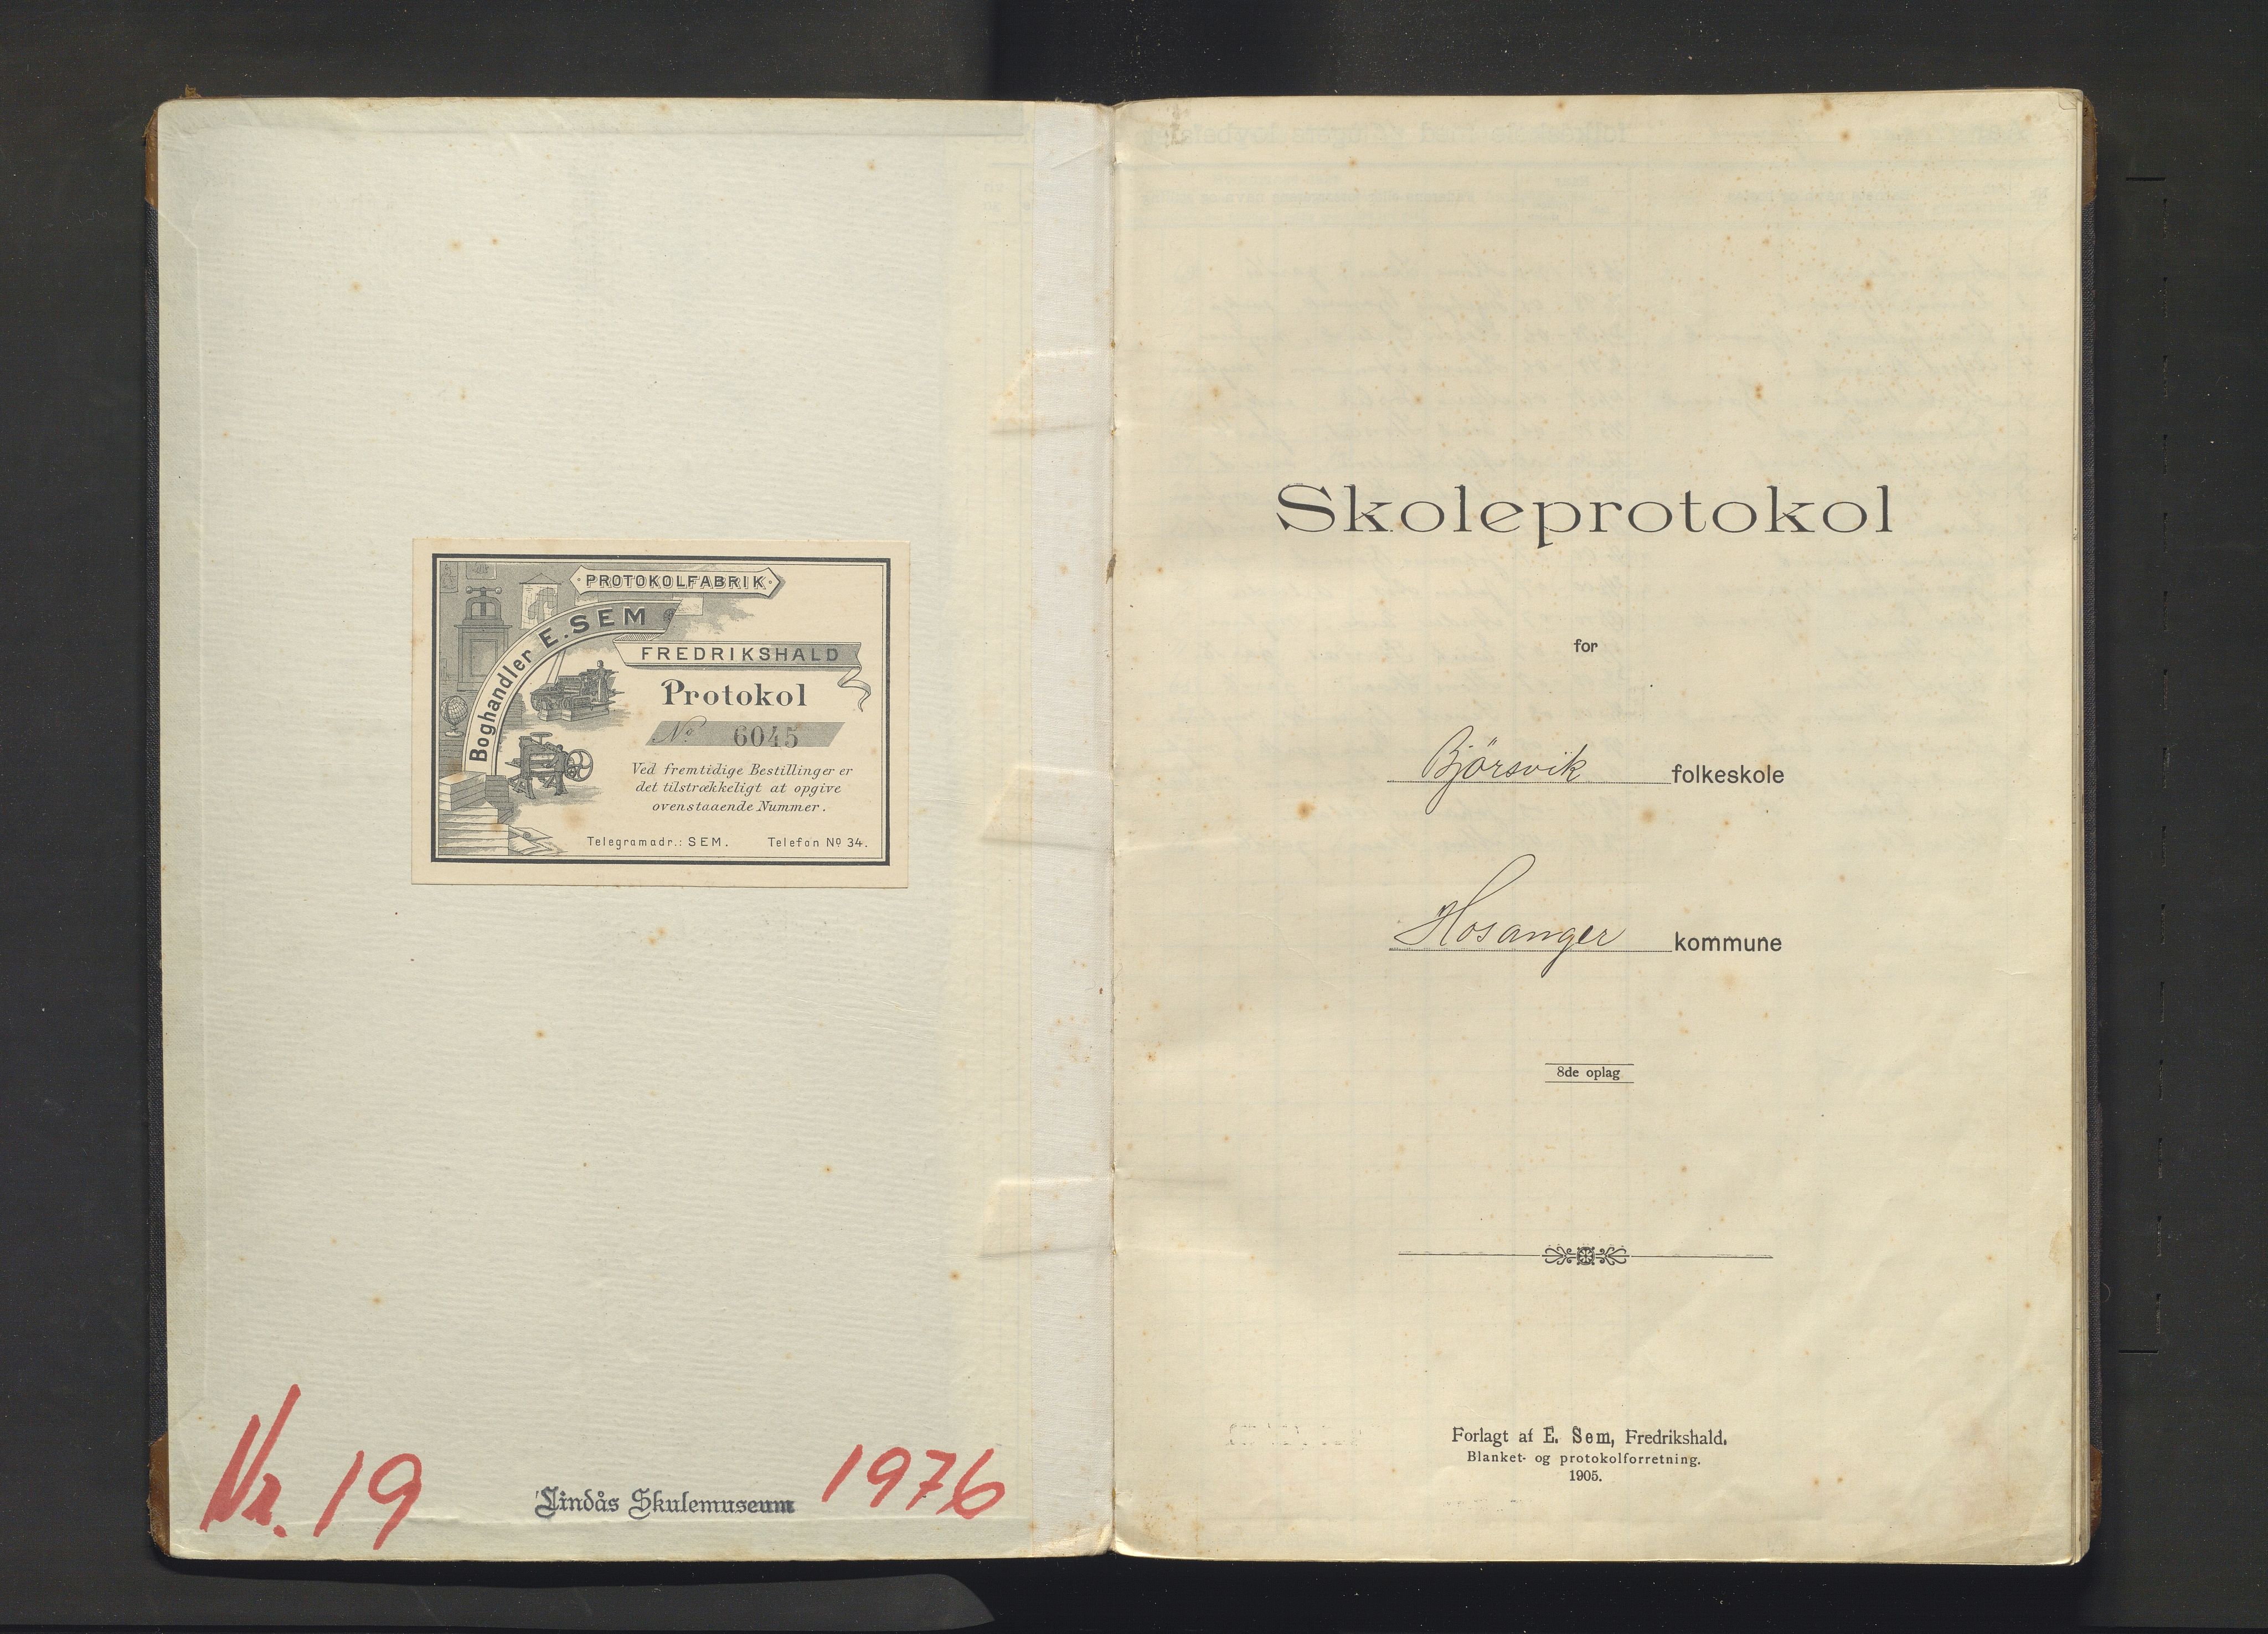 PROTOKOLFABRIK
Boghandler E. SEM
FREDRIKSHALD
Protokol
No 6045
Ved fremtidige Bestillinger er
det tilstrækkeligt at opgive
ovenstaaende Nummer.
Telegramadr.: SEM. Telefon No 34.
Nr. 19
Lindås Skulemuseum
1976
Skoleprotokol
for
Bjørsvik folkeskole
Hosanger kommune
8de oplag
Forlagt af E. Sem, Fredrikshald.
Blanket- og protokolforretning.
1905.